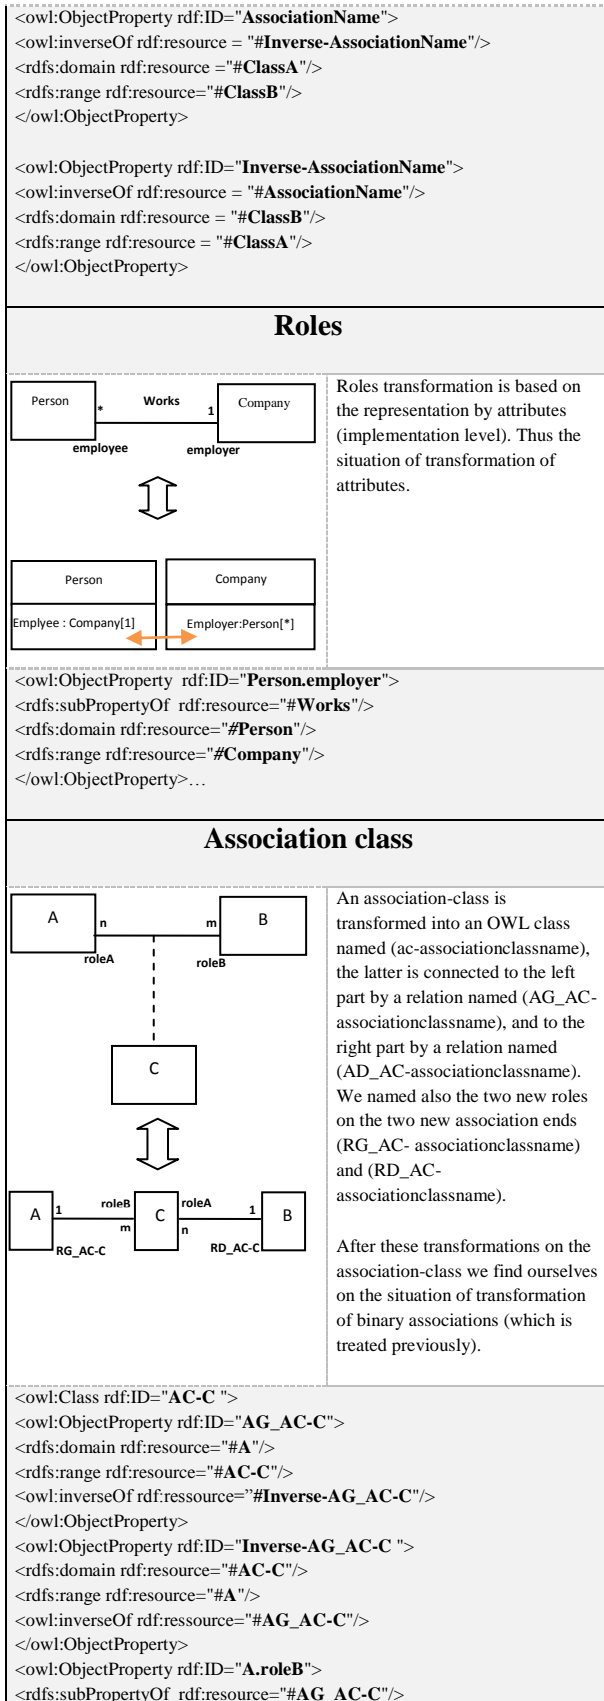 <owl:ObjectProperty rdf:ID="AssociationName">
<owl:inverseOf rdf:resource = "#Inverse-AssociationName"/>
<rdfs:domain rdf:resource ="#ClassA"/>
<rdfs:range rdf:resource="#ClassB"/>
</owl:ObjectProperty>
<owl:ObjectProperty rdf:ID="Inverse-AssociationName">
<owl:inverseOf rdf:resource = "#AssociationName"/>
<rdfs:domain rdf:resource = "#ClassB"/>
<rdfs:range rdf:resource = "#ClassA"/>
</owl:ObjectProperty>
Roles
Person * Works 1 Company
employee employer
Person Company
Emplyee : Company[1] Employer:Person[*]
Roles transformation is based on
the representation by attributes
(implementation level). Thus the
situation of transformation of
attributes.
<owl:ObjectProperty rdf:ID="Person.employer">
<rdfs:subPropertyOf rdf:resource="#Works"/>
<rdfs:domain rdf:resource="#Person"/>
<rdfs:range rdf:resource="#Company"/>
</owl:ObjectProperty>…
Association class
A n m B
roleA roleB
C
A 1 roleB C roleA 1 B
m n
RG_AC-C RD_AC-C
An association-class is
transformed into an OWL class
named (ac-associationclassname),
the latter is connected to the left
part by a relation named (AG_AC-
associationclassname), and to the
right part by a relation named
(AD_AC-associationclassname).
We named also the two new roles
on the two new association ends
(RG_AC- associationclassname)
and (RD_AC-
associationclassname).
After these transformations on the
association-class we find ourselves
on the situation of transformation
of binary associations (which is
treated previously).
<owl:Class rdf:ID="AC-C ">
<owl:ObjectProperty rdf:ID="AG_AC-C">
<rdfs:domain rdf:resource="#A"/>
<rdfs:range rdf:resource="#AC-C"/>
<owl:inverseOf rdf:ressource=”#Inverse-AG_AC-C"/>
</owl:ObjectProperty>
<owl:ObjectProperty rdf:ID="Inverse-AG_AC-C ">
<rdfs:domain rdf:resource="#AC-C"/>
<rdfs:range rdf:resource="#A"/>
<owl:inverseOf rdf:ressource="#AG_AC-C"/>
</owl:ObjectProperty>
<owl:ObjectProperty rdf:ID="A.roleB">
<rdfs:subPropertyOf rdf:resource="#AG_AC-C"/>